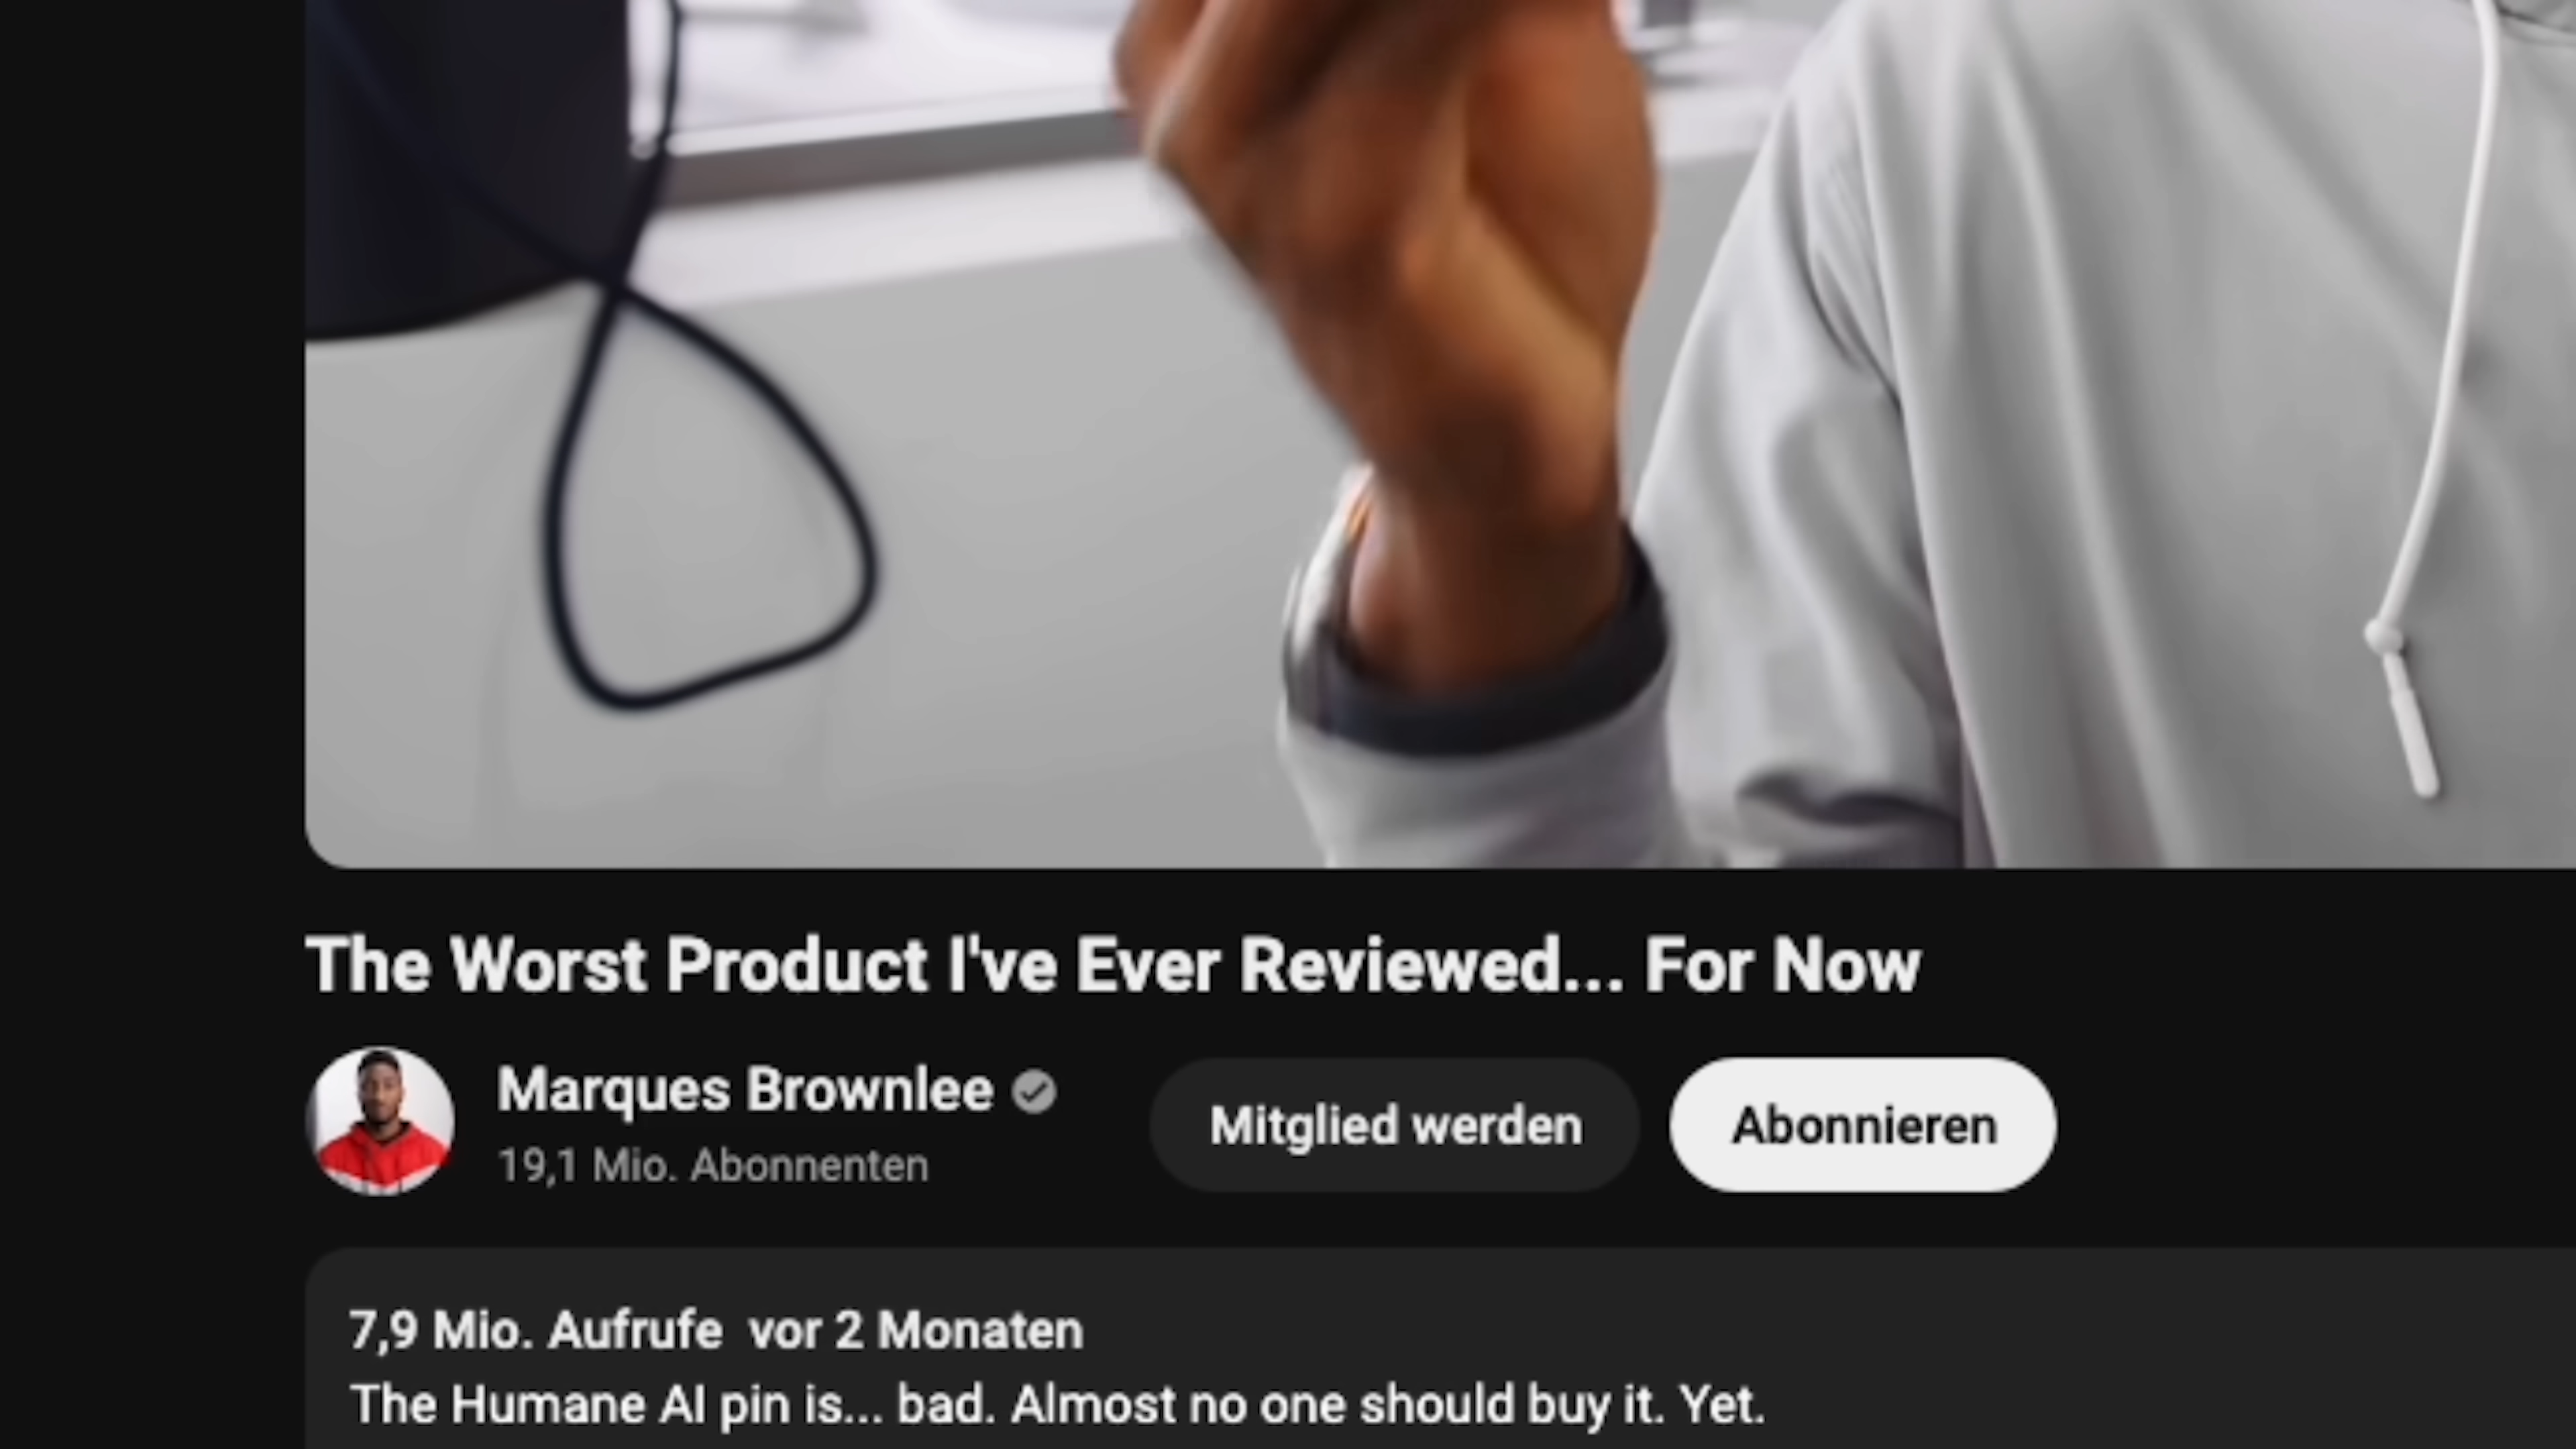 The Worst Product I've Ever Reviewed... For Now
Marques Brownlee
19,1 Mio. Abonnenten
Mitglied werden
Abonnieren
7,9 Mio. Aufrufe vor 2 Monaten
The Humane AI pin is... bad. Almost no one should buy it. Yet.